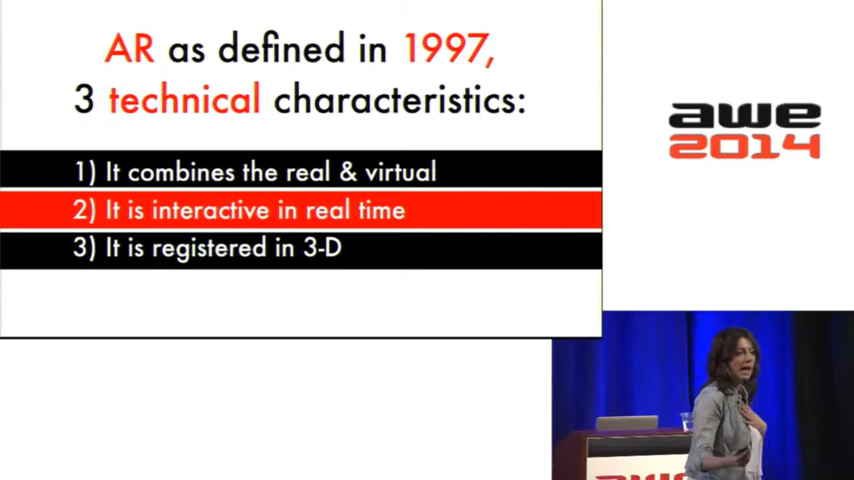 AR as defined in 1997,
3 technical characteristics:
1) It combines the real & virtual
2) It is interactive in real time
3) It is registered in 3-D
awe
2014
awe